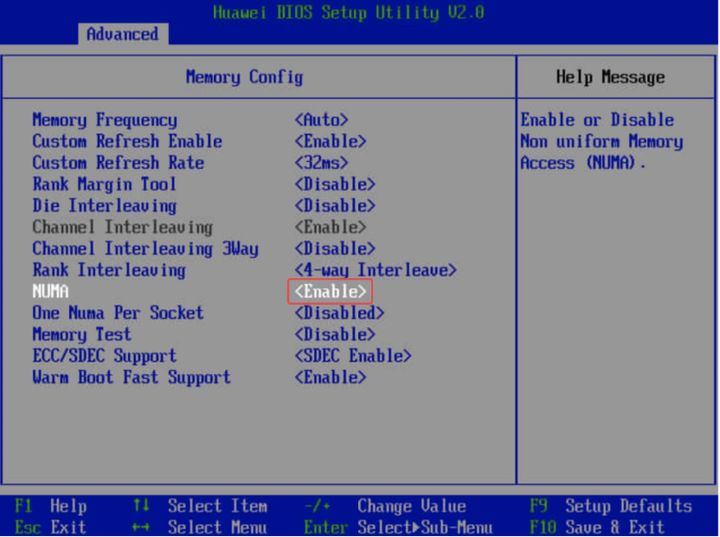 Huawei BIOS Setup Utility V2.0
Advanced
Memory Config
Help Message
Memory Frequency <Auto>
Custom Refresh Enable <Enable>
Custom Refresh Rate <32ms>
Rank Margin Tool <Disable>
Die Interleaving <Disable>
Channel Interleaving <Enable>
Channel Interleaving 3Way <Disable>
Rank Interleaving <4-way Interleave>
NUMA <Enable>
One Numa Per Socket <Disabled>
Memory Test <Disable>
ECC/SDEC Support <SDEC Enable>
Warm Boot Fast Support <Enable>
Enable or Disable
Non uniform Memory
Access (NUMA).
F1 Help ↑↓ Select Item -/+ Change Value F9 Setup Defaults
Esc Exit ←→ Select Menu Enter Select▶Sub-Menu F10 Save & Exit